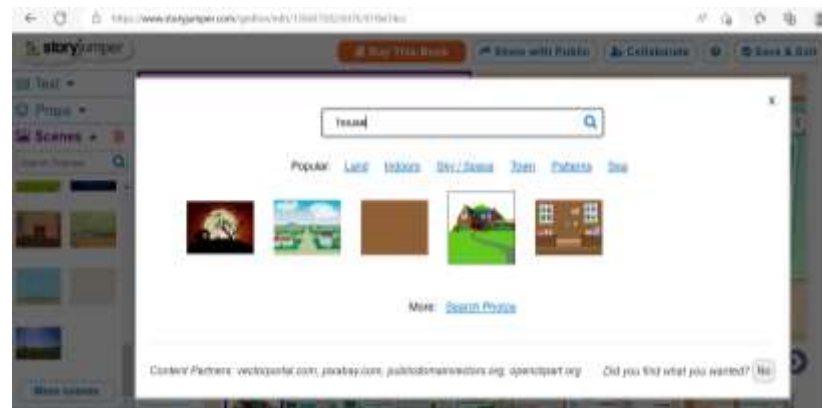 storyjumper
Buy This Book
Share with Public
Collaborate
Save & Exit
Text
Props
Scenes
Search Scenes
house
x
Popular: Land Indoors Sky / Space Town Patterns Sea
More: Search Photos
Content Partners: vectorportal.com, pixabay.com, publicdomainvectors.org, openclipart.org
Did you find what you wanted? No
More scenes